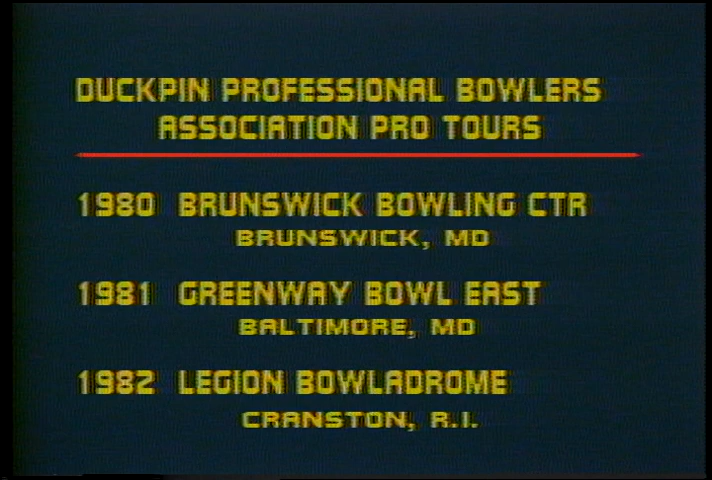 DUCKPIN PROFESSIONAL BOWLERS
ASSOCIATION PRO TOURS
1980 BRUNSWICK BOWLING CTR
BRUNSWICK, MD
1981 GREENWAY BOWL EAST
BALTIMORE, MD
1982 LEGION BOWLADROME
CRANSTON, R.I.